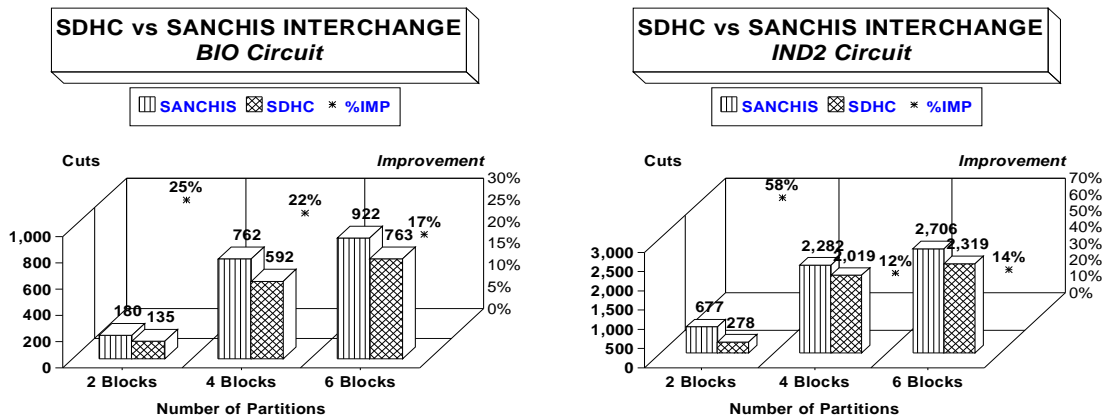 SDHC vs SANCHIS INTERCHANGE
BIO Circuit
SANCHIS SDHC %IMP
Cuts
Improvement
30%
25%
20%
15%
10%
5%
0%
1,000
800
600
400
200
0
25%
22%
17%
180
135
762
592
922
763
2 Blocks
4 Blocks
6 Blocks
Number of Partitions
SDHC vs SANCHIS INTERCHANGE
IND2 Circuit
SANCHIS SDHC %IMP
Cuts
Improvement
70%
60%
50%
40%
30%
20%
10%
0%
3,000
2,500
2,000
1,500
1,000
500
0
58%
12%
14%
677
278
2,282
2,019
2,706
2,319
2 Blocks
4 Blocks
6 Blocks
Number of Partitions